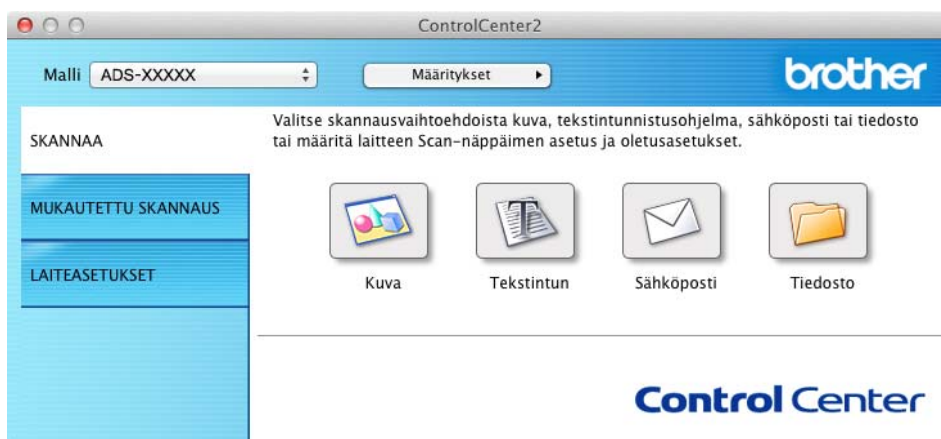 ControlCenter2
Malli ADS-XXXXX Määritykset brother
SKANNAA
MUKAUTETTU SKANNAUS
LAITEASETUKSET
Valitse skannausvaihtoehdoista kuva, tekstintunnistusohjelma, sähköposti tai tiedosto
tai määritä laitteen Scan-näppäimen asetus ja oletusasetukset.
Kuva Tekstintun Sähköposti Tiedosto
Control Center